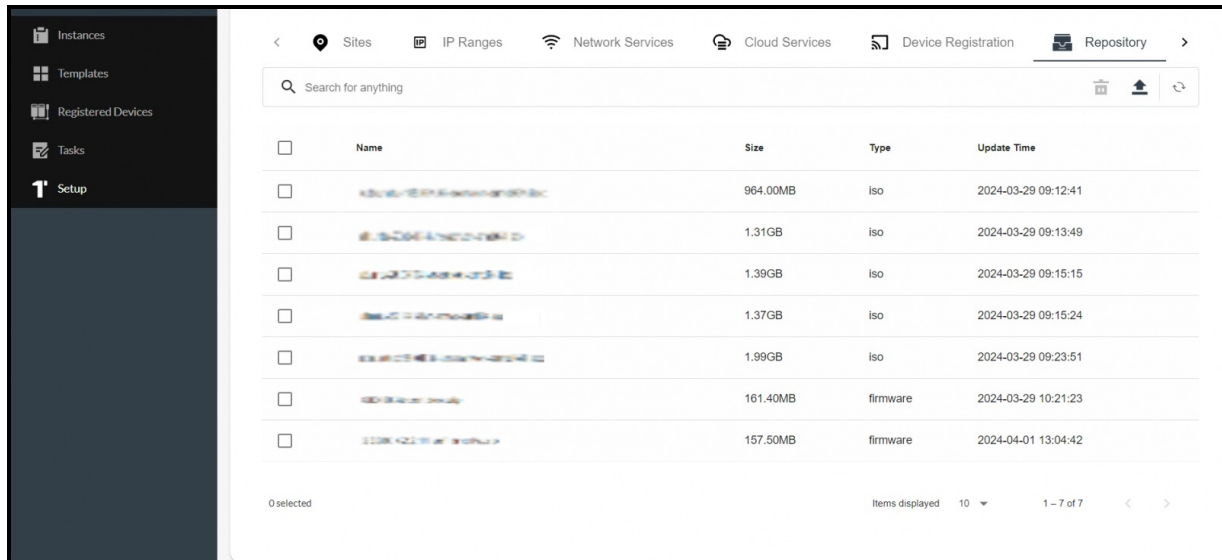 Instances
Templates
Registered Devices
Tasks
Setup
Sites IP IP Ranges Network Services Cloud Services Device Registration Repository
Search for anything
Name Size Type Update Time
964.00MB iso 2024-03-29 09:12:41
1.31GB iso 2024-03-29 09:13:49
1.39GB iso 2024-03-29 09:15:15
1.37GB iso 2024-03-29 09:15:24
1.99GB iso 2024-03-29 09:23:51
161.40MB firmware 2024-03-29 10:21:23
157.50MB firmware 2024-04-01 13:04:42
0 selected Items displayed 10 1 – 7 of 7